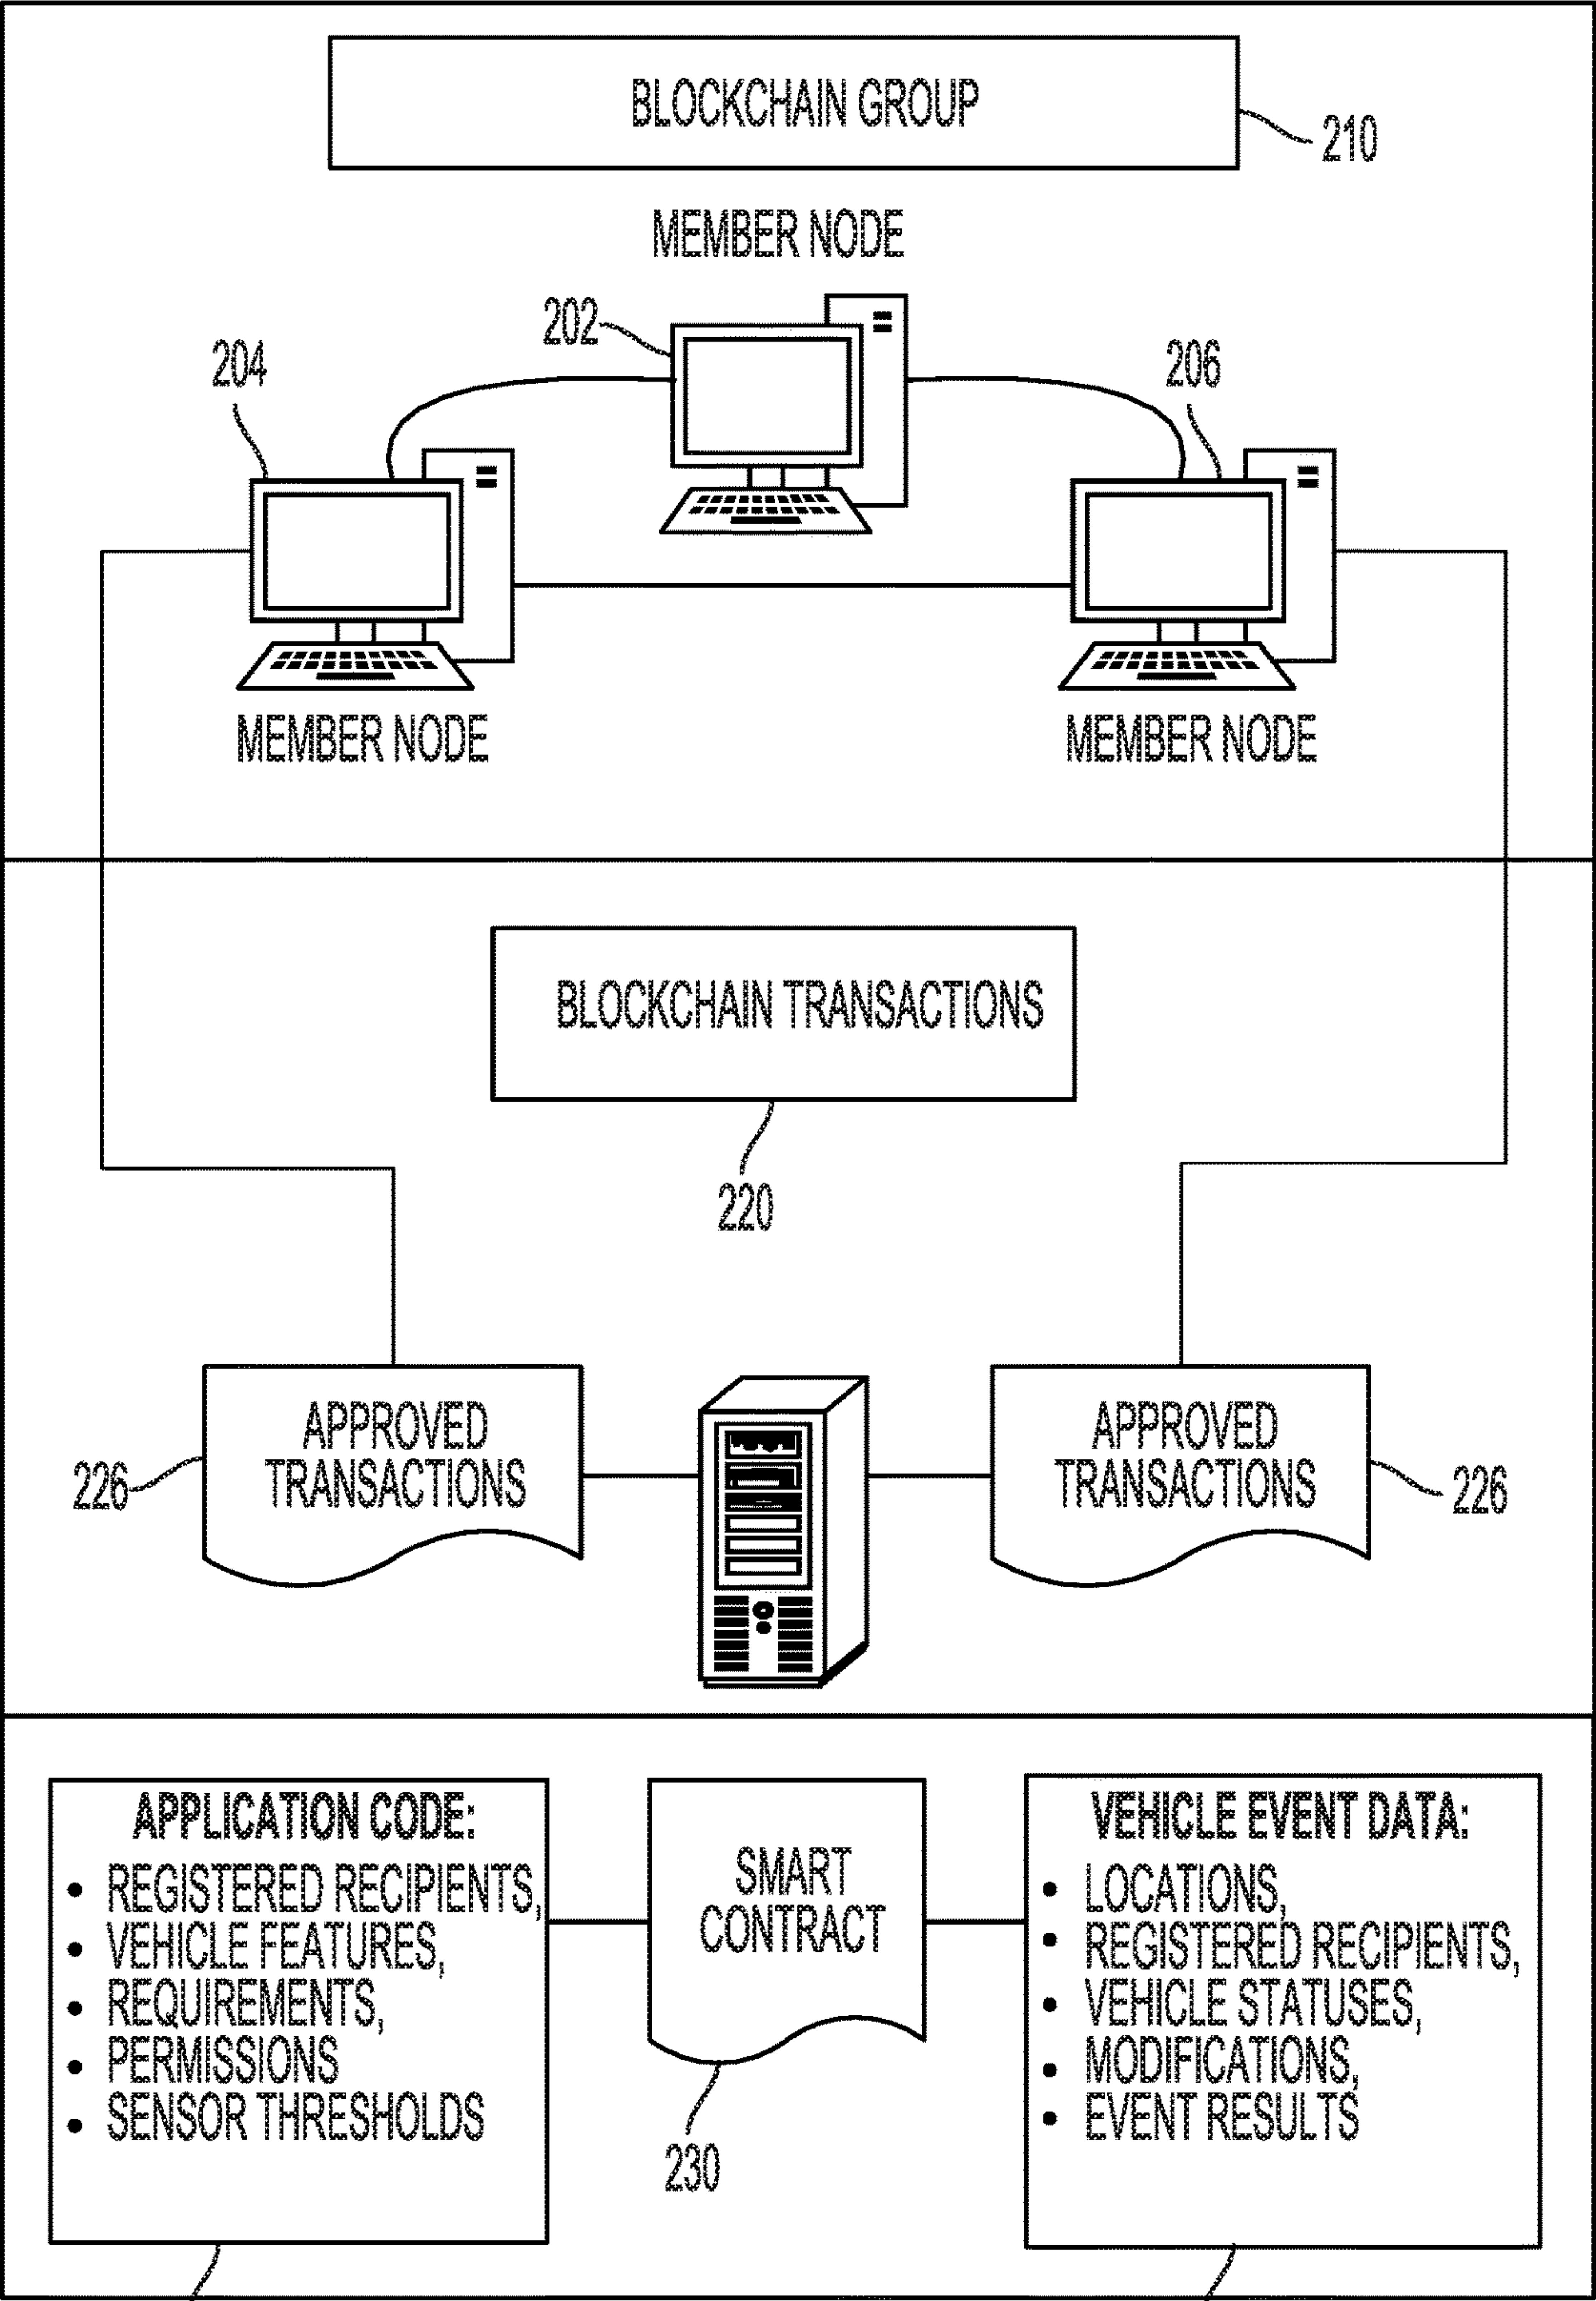 BLOCKCHAIN GROUP
210
MEMBER NODE
202
204
206
MEMBER NODE
MEMBER NODE
BLOCKCHAIN TRANSACTIONS
220
APPROVED
TRANSACTIONS
226
APPROVED
TRANSACTIONS
226
APPLICATION CODE:
• REGISTERED RECIPIENTS,
• VEHICLE FEATURES,
• REQUIREMENTS,
• PERMISSIONS
• SENSOR THRESHOLDS
SMART
CONTRACT
230
VEHICLE EVENT DATA:
• LOCATIONS,
• REGISTERED RECIPIENTS,
• VEHICLE STATUSES,
• MODIFICATIONS,
• EVENT RESULTS